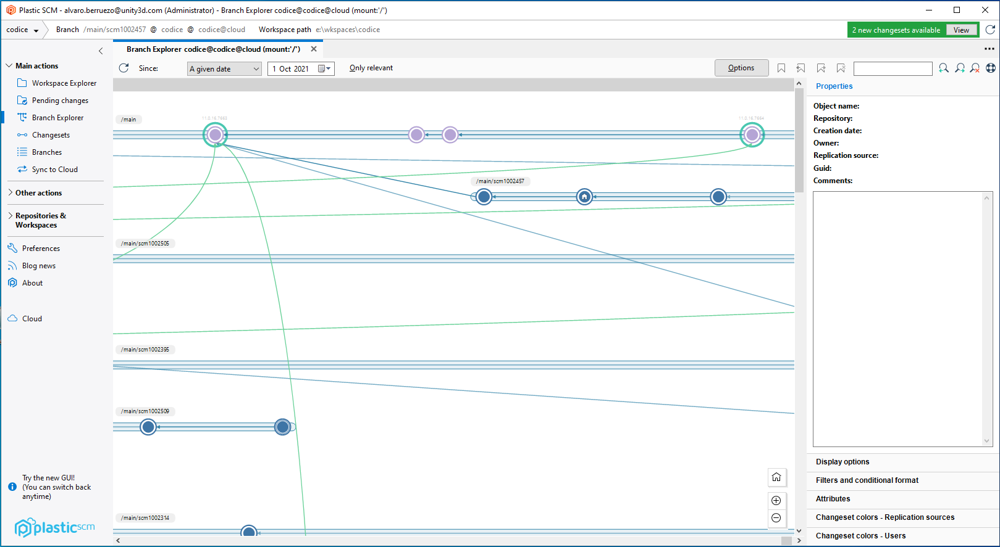 Plastic SCM - alvaro.berruezo@unity3d.com (Administrator) - Branch Explorer codice@codice@cloud (mount:'/')
codice Branch /main/scm1002457 @ codice @ codice@cloud Workspace path e:\wkspaces\codice
2 new changesets available View
Branch Explorer codice@codice@cloud (mount:'/')
Since: A given date 1 Oct 2021 Only relevant Options
Main actions
Workspace Explorer
Pending changes
Branch Explorer
Changesets
Branches
Sync to Cloud
Other actions
Repositories &
Workspaces
Preferences
Blog news
About
Cloud
Try the new GUI!
(You can switch back
anytime)
plasticscm
/main
11.0.16.7664
/main/scm1002457
/main/scm1002505
/main/scm1002395
/main/scm1002509
/main/scm1002314
Properties
Object name:
Repository:
Creation date:
Owner:
Replication source:
Guid:
Comments:
Display options
Filters and conditional format
Attributes
Changeset colors - Replication sources
Changeset colors - Users